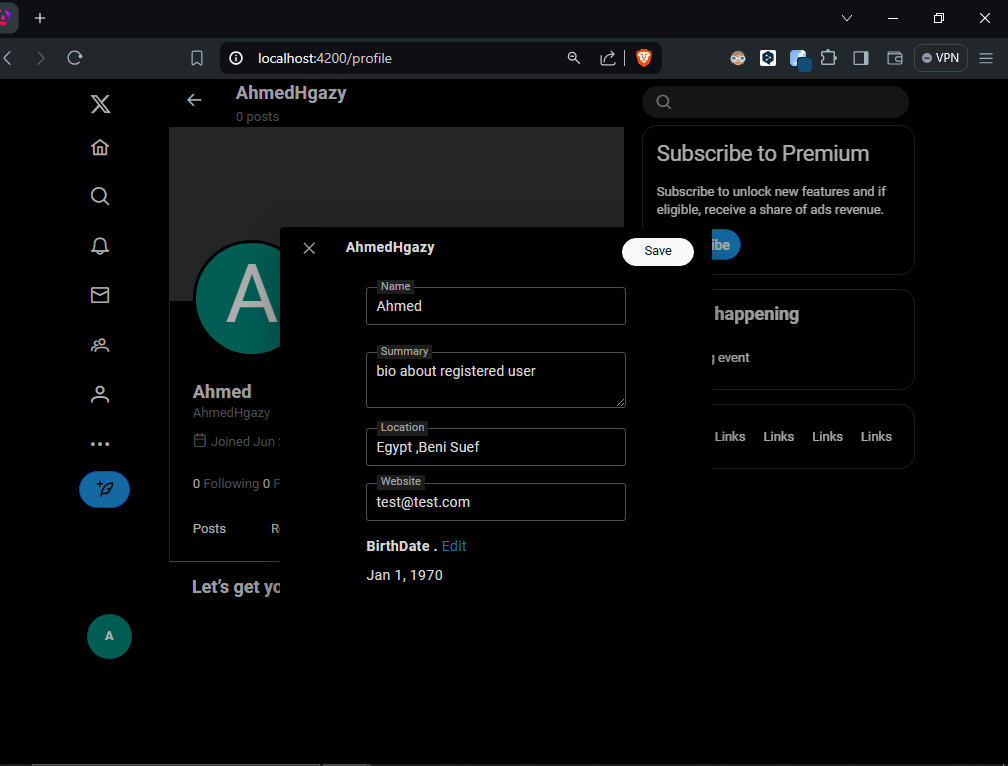 localhost:4200/profile
VPN
AhmedHgazy
0 posts
Subscribe to Premium
Subscribe to unlock new features and if
eligible, receive a share of ads revenue.
A
AhmedHgazy
Save
Name
Ahmed
happening
Summary
bio about registered user
event
Ahmed
AhmedHgazy
Location
Egypt ,Beni Suef
Joined Jun
Links Links Links Links
Website
test@test.com
0 Following 0 F
Posts
BirthDate . Edit
Jan 1, 1970
Let's get yo
A